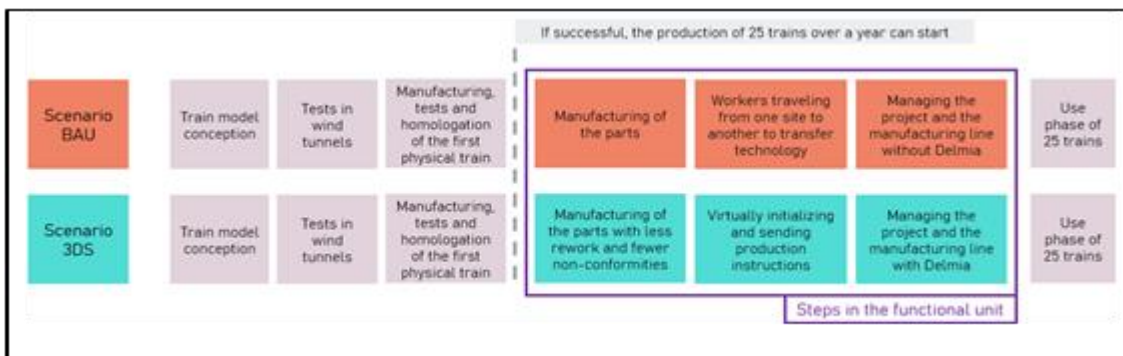 If successful, the production of 25 trains over a year can start
Scenario
BAU
Train model
conception
Tests in
wind
tunnels
Manufacturing,
tests and
homologation
of the first
physical train
Manufacturing of
the parts
Workers traveling
from one site to
another to transfer
technology
Managing the
project and the
manufacturing line
without Delmia
Use
phase of
25 trains
Scenario
3DS
Train model
conception
Tests in
wind
tunnels
Manufacturing,
tests and
homologation
of the first
physical train
Manufacturing of
the parts with less
rework and fewer
non-conformities
Virtually initializing
and sending
production
instructions
Managing the
project and the
manufacturing line
with Delmia
Use
phase of
25 trains
Steps in the functional unit